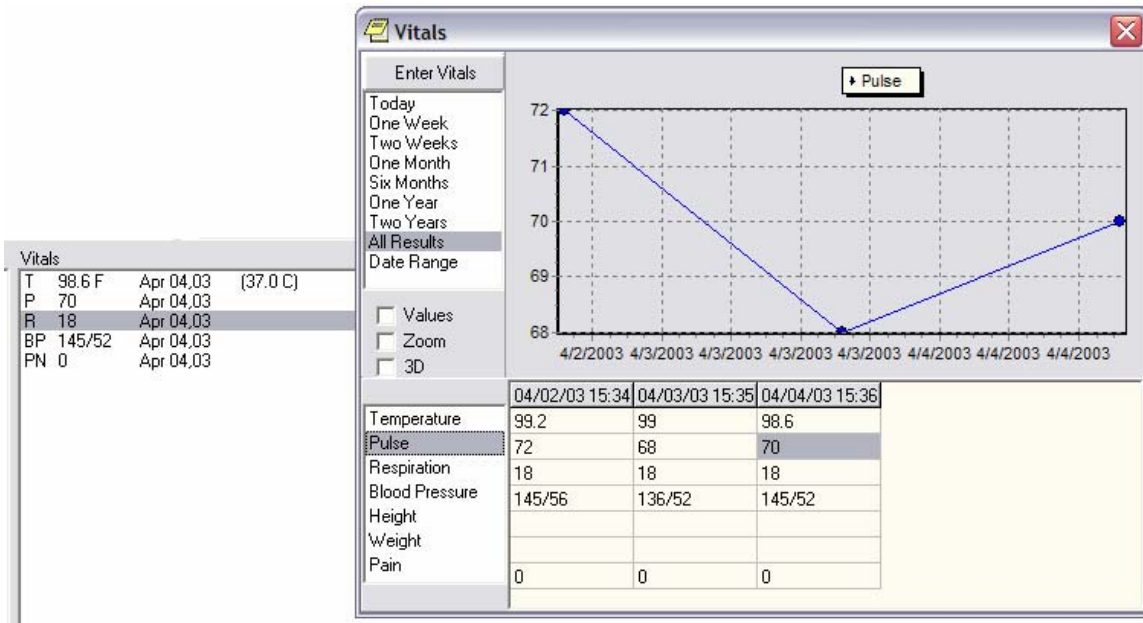 Vitals
T 98.6 F Apr 04,03 (37.0 C)
P 70 Apr 04,03
R 18 Apr 04,03
BP 145/52 Apr 04,03
PN 0 Apr 04,03
Vitals
Enter Vitals
Today
One Week
Two Weeks
One Month
Six Months
One Year
Two Years
All Results
Date Range
Values
Zoom
3D
Pulse
72
71
70
69
68
4/2/2003 4/3/2003 4/3/2003 4/3/2003 4/3/2003 4/4/2003 4/4/2003 4/4/2003
04/02/03 15:34 04/03/03 15:35 04/04/03 15:36
Temperature 99.2 99 98.6
Pulse 72 68 70
Respiration 18 18 18
Blood Pressure 145/56 136/52 145/52
Height
Weight
Pain 0 0 0